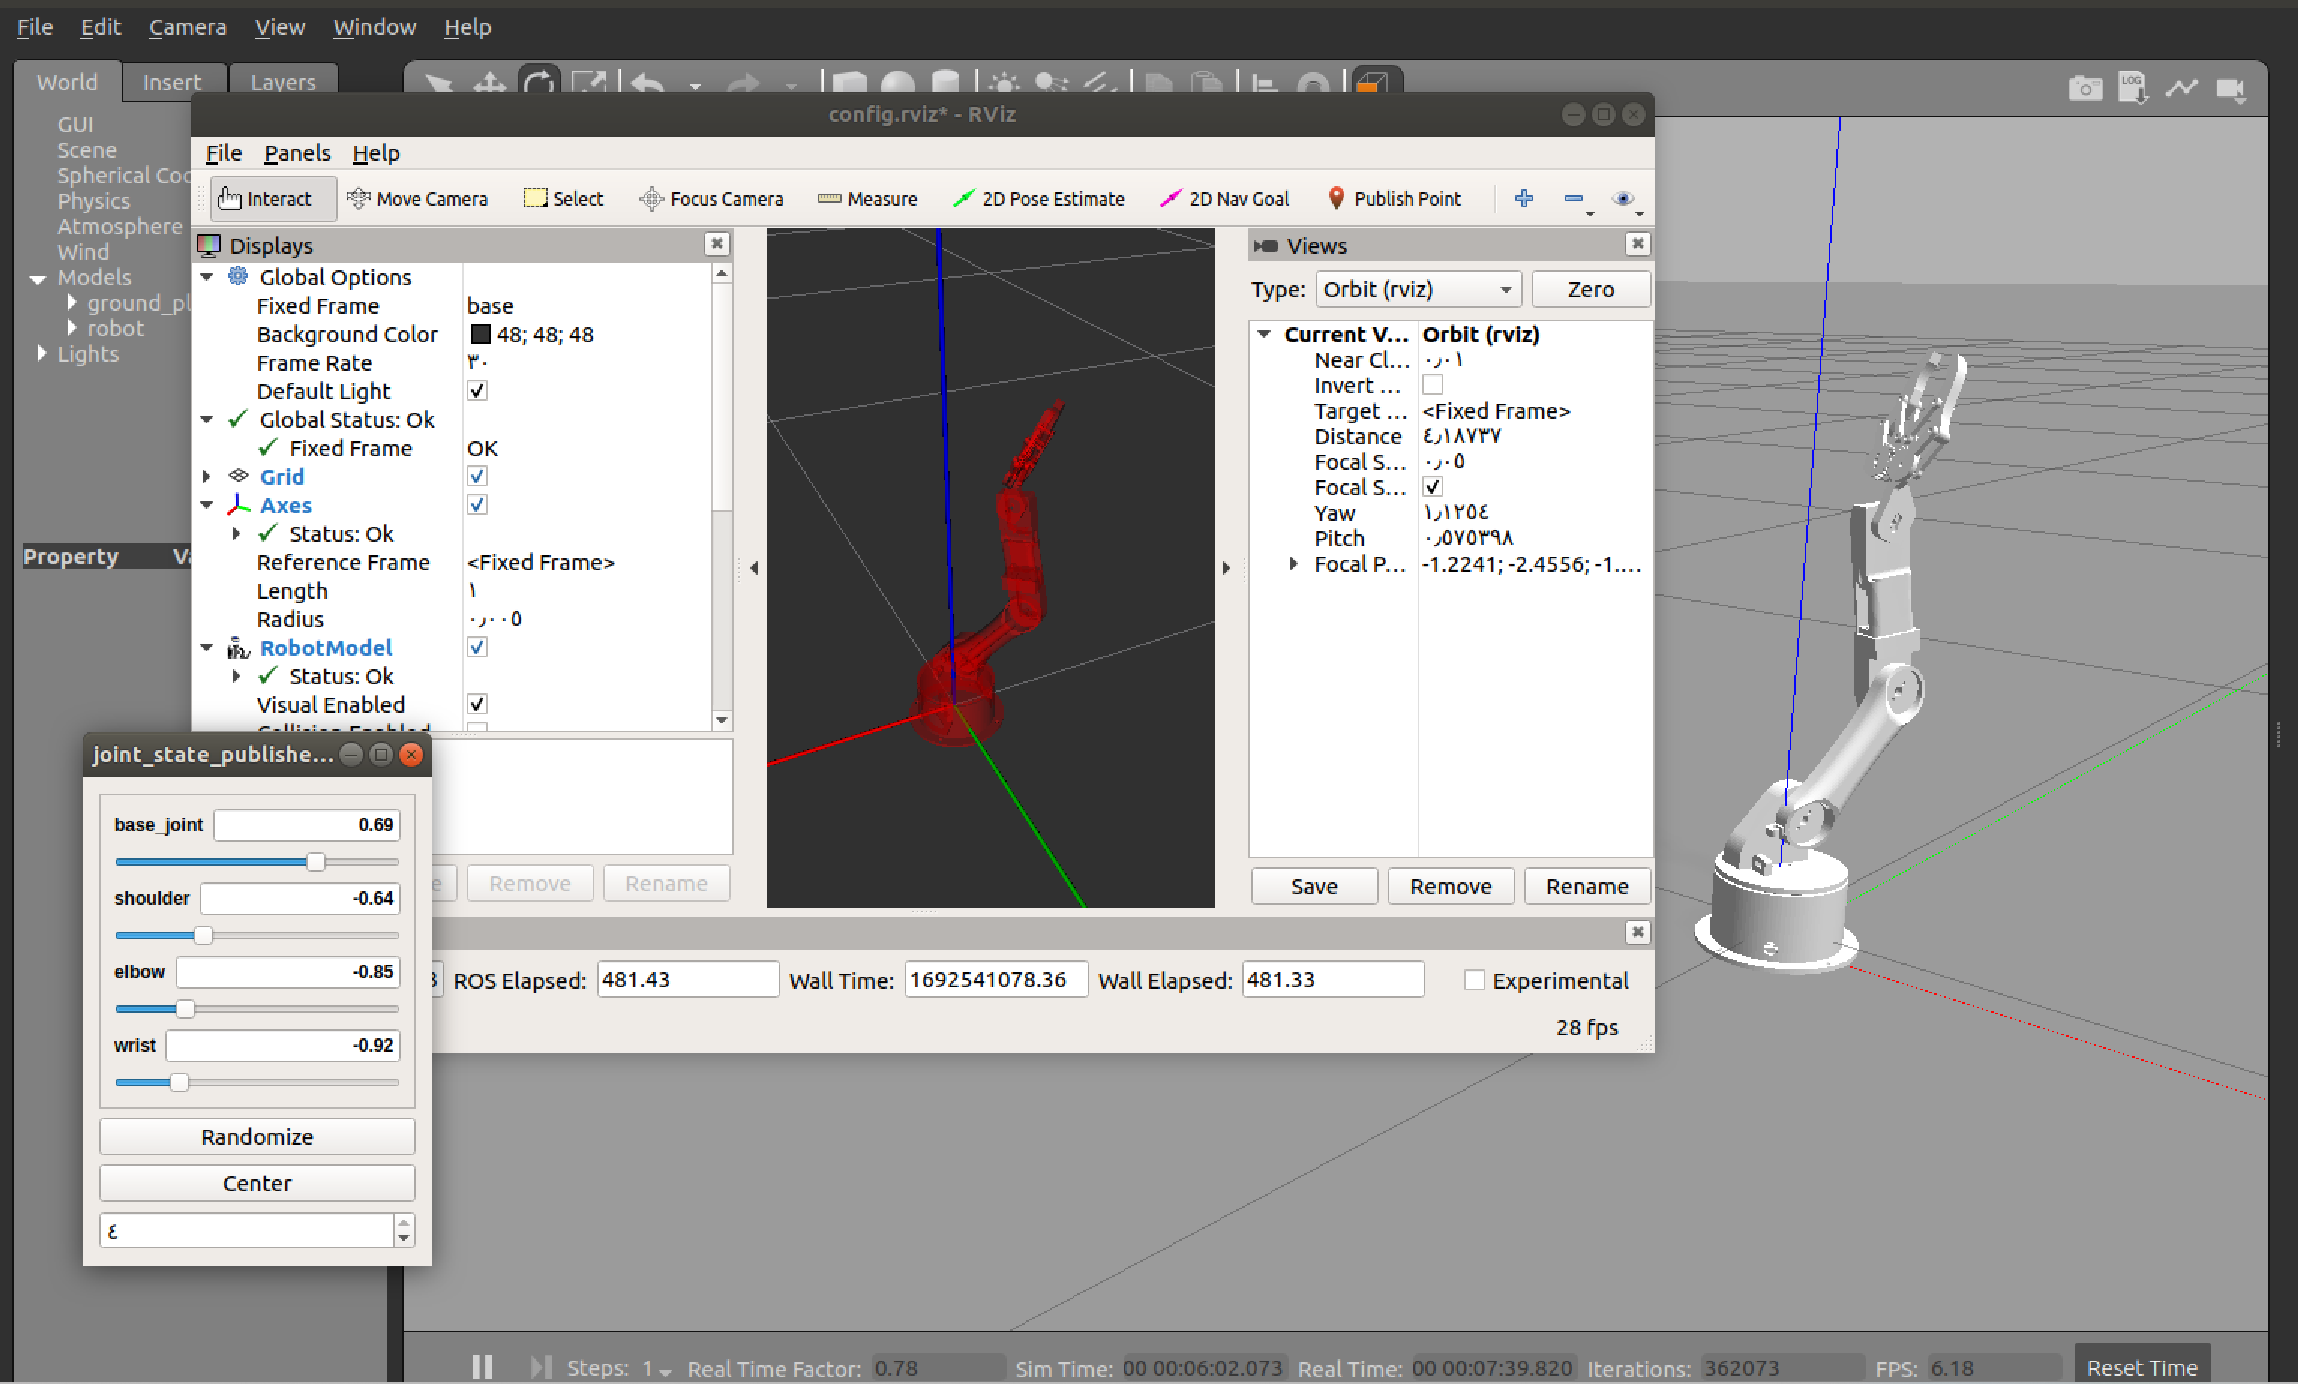 File Edit Camera View Window Help
World Insert Layers
GUI
Scene
Spherical Coo
Physics
Atmosphere
Wind
Models
ground_pl
robot
Lights
Property
LOG
config.rviz* - RViz
File Panels Help
Interact Move Camera Select Focus Camera Measure 2D Pose Estimate 2D Nav Goal Publish Point
Displays
Global Options
Fixed Frame base
Background Color 48; 48; 48
Frame Rate ٣٠
Default Light
Global Status: Ok
Fixed Frame OK
Grid
Axes
Status: Ok
Reference Frame <Fixed Frame>
Length ١
Radius ٠٫٠٠٥
RobotModel
Status: Ok
Visual Enabled
Collision Enabled
Remove Rename
Views
Type: Orbit (rviz) Zero
Current V... Orbit (rviz)
Near Cl... ٠٫٠١
Invert ...
Target ... <Fixed Frame>
Distance ٤٫١٨٧٣٧
Focal S... ٠٫٠٥
Focal S...
Yaw ١٫١٢٥٤
Pitch ٠٫٥٧٥٣٩٨
Focal P... -1.2241; -2.4556; -1....
Save Remove Rename
ROS Elapsed: 481.43 Wall Time: 1692541078.36 Wall Elapsed: 481.33 Experimental
28 fps
joint_state_publishe...
base_joint 0.69
shoulder -0.64
elbow -0.85
wrist -0.92
Randomize
Center
٤
Steps: 1 Real Time Factor: 0.78 Sim Time: 00 00:06:02.073 Real Time: 00 00:07:39.820 Iterations: 362073 FPS: 6.18 Reset Time